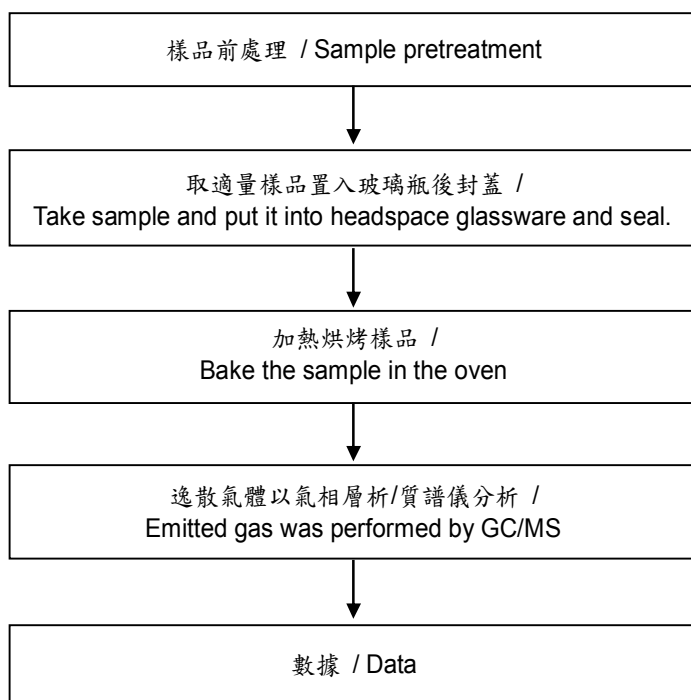 樣品前處理 / Sample pretreatment
取適量樣品置入玻璃瓶後封蓋 /
Take sample and put it into headspace glassware and seal.
加熱烘烤樣品 /
Bake the sample in the oven
逸散氣體以氣相層析/質譜儀分析 /
Emitted gas was performed by GC/MS
數據 / Data